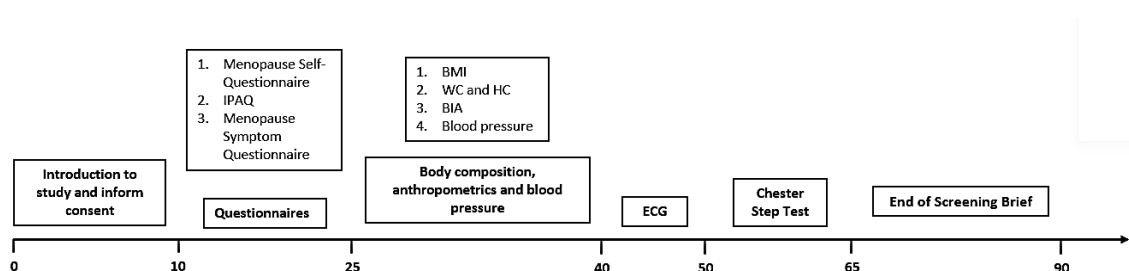 1. Menopause Self-
Questionnaire
2. IPAQ
3. Menopause
Symptom
Questionnaire
1. BMI
2. WC and HC
3. BIA
4. Blood pressure
Introduction to
study and inform
consent
Questionnaires
Body composition,
anthropometrics and blood
pressure
ECG
Chester
Step Test
End of Screening Brief
0 10 25 40 50 65 90